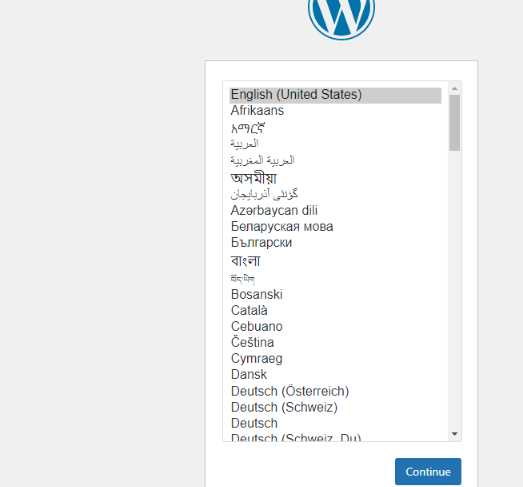 English (United States)
Afrikaans
አማርኛ
العربية
العربية المغربية
অসমীয়া
گؤنئی آذربایجان
Azərbaycan dili
Беларуская мова
Български
বাংলা
བོད་ཡིག
Bosanski
Català
Cebuano
Čeština
Cymraeg
Dansk
Deutsch (Österreich)
Deutsch (Schweiz)
Deutsch
Deutsch (Schweiz, Du)
Continue